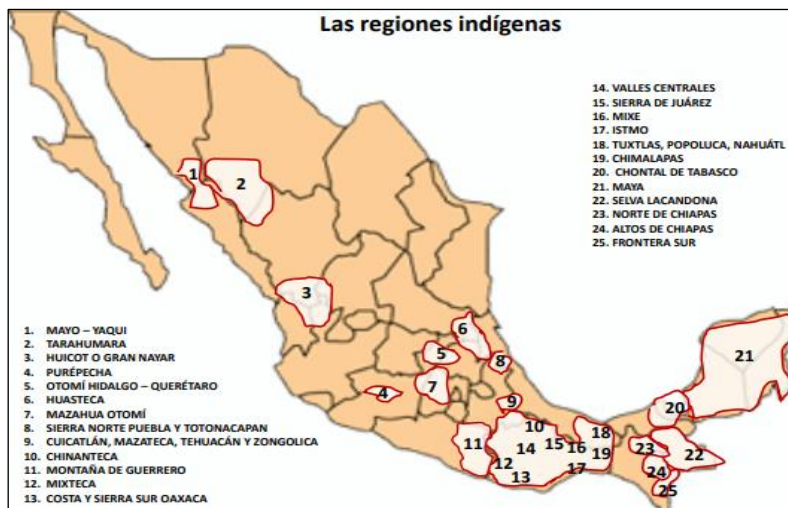 Las regiones indígenas
14. VALLES CENTRALES
15. SIERRA DE JUÁREZ
16. MIXE
17. ISTMO
18. TUXTLAS, POPOLUCA, NAHUÁTL
19. CHIMALAPAS
20. CHONTAL DE TABASCO
21. MAYA
22. SELVA LACANDONA
23. NORTE DE CHIAPAS
24. ALTOS DE CHIAPAS
25. FRONTERA SUR
1
2
3
6
5
8
7
4
9
10
11
14
15
12
13
16
18
19
17
20
21
23
22
24
25
1. MAYO – YAQUI
2. TARAHUMARA
3. HUICOT O GRAN NAYAR
4. PURÉPECHA
5. OTOMÍ HIDALGO – QUERÉTARO
6. HUASTECA
7. MAZAHUA OTOMÍ
8. SIERRA NORTE PUEBLA Y TOTONACAPAN
9. CUICATLÁN, MAZATECA, TEHUACÁN Y ZONGOLICA
10. CHINANTECA
11. MONTAÑA DE GUERRERO
12. MIXTECA
13. COSTA Y SIERRA SUR OAXACA